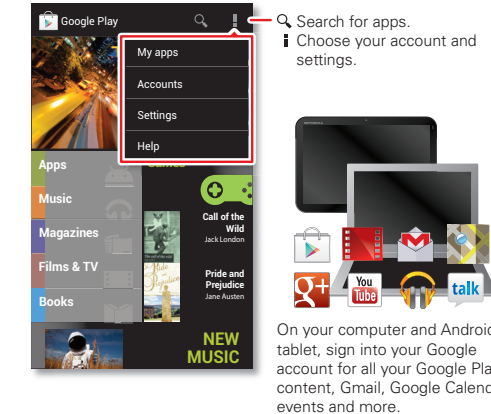 Google Play
Search for apps.
Choose your account and
settings.
My apps
Accounts
Settings
Help
Apps
Music
Magazines
Films & TV
Books
Call of the
Wild
Jack London
Pride and
Prejudice
Jane Austen
NEW
MUSIC
MOTOROLA
You
Tube
talk
On your computer and Android
tablet, sign into your Google
account for all your Google Play
content, Gmail, Google Calendar
events and more.